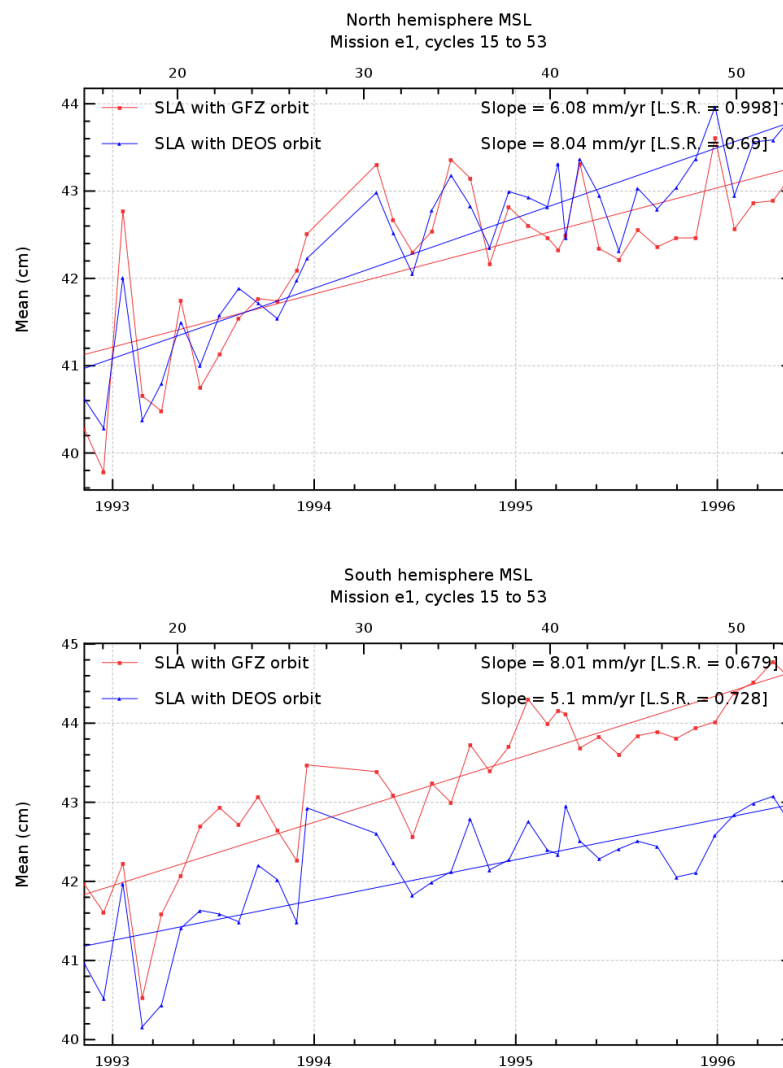 North hemisphere MSL
Mission e1, cycles 15 to 53
20 30 40 50
SLA with GFZ orbit Slope = 6.08 mm/yr [L.S.R. = 0.998]
SLA with DEOS orbit Slope = 8.04 mm/yr [L.S.R. = 0.69]
44
43
42
41
40
Mean (cm)
1993 1994 1995 1996
South hemisphere MSL
Mission e1, cycles 15 to 53
20 30 40 50
SLA with GFZ orbit Slope = 8.01 mm/yr [L.S.R. = 0.679]
SLA with DEOS orbit Slope = 5.1 mm/yr [L.S.R. = 0.728]
45
44
43
42
41
40
Mean (cm)
1993 1994 1995 1996